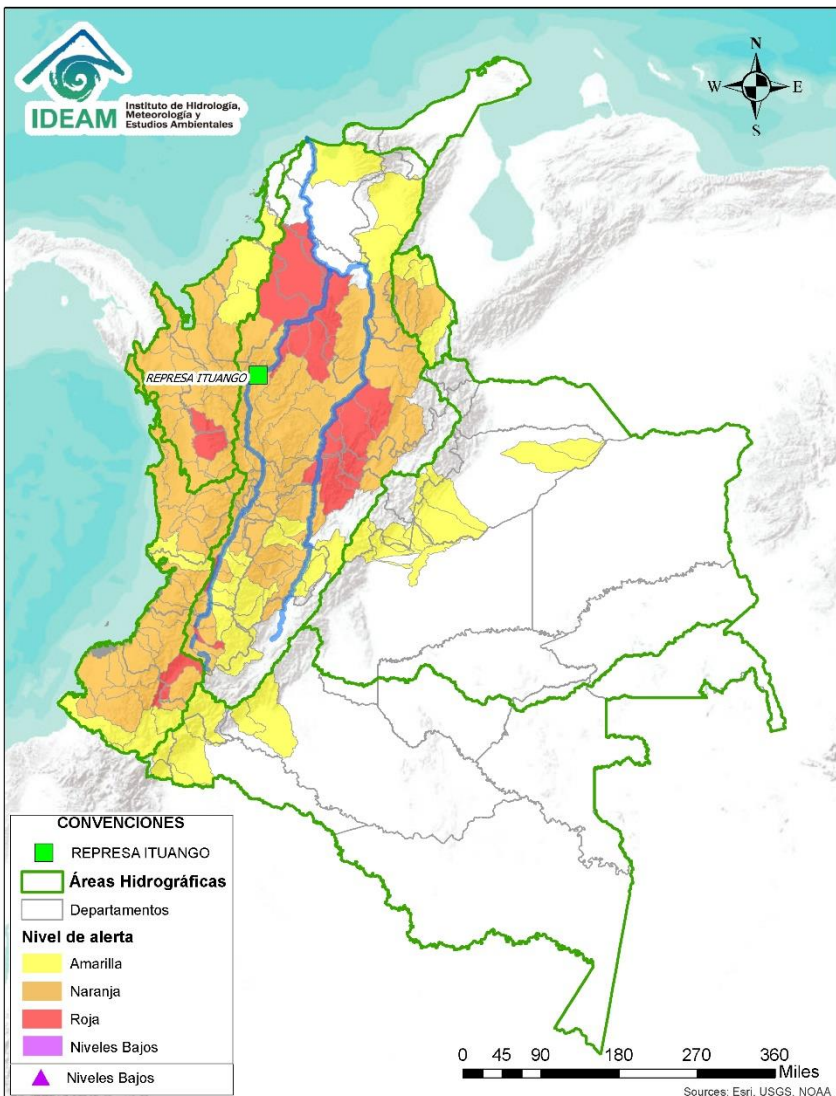 IDEAM
Instituto de Hidrología,
Meteorología y
Estudios Ambientales
N
W
E
S
REPRESA ITUANGO
CONVENCIONES
REPRESA ITUANGO
Áreas Hidrográficas
Departamentos
Nivel de alerta
Amarilla
Naranja
Roja
Niveles Bajos
Niveles Bajos
0 45 90 180 270 360
Miles
Sources: Esri, USGS, NOAA